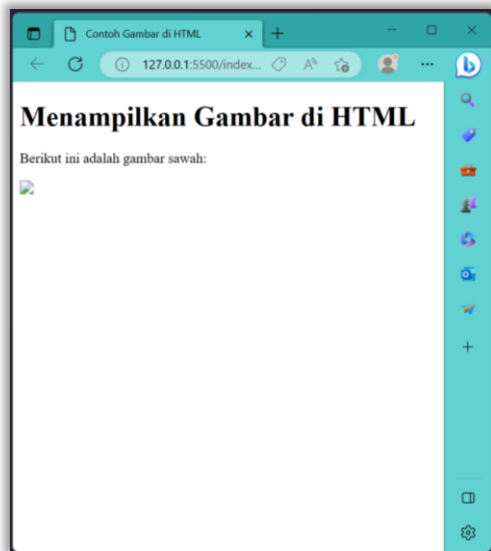 Contoh Gambar di HTML
127.0.0.1:5500/index...
Menampilkan Gambar di HTML
Berikut ini adalah gambar sawah: